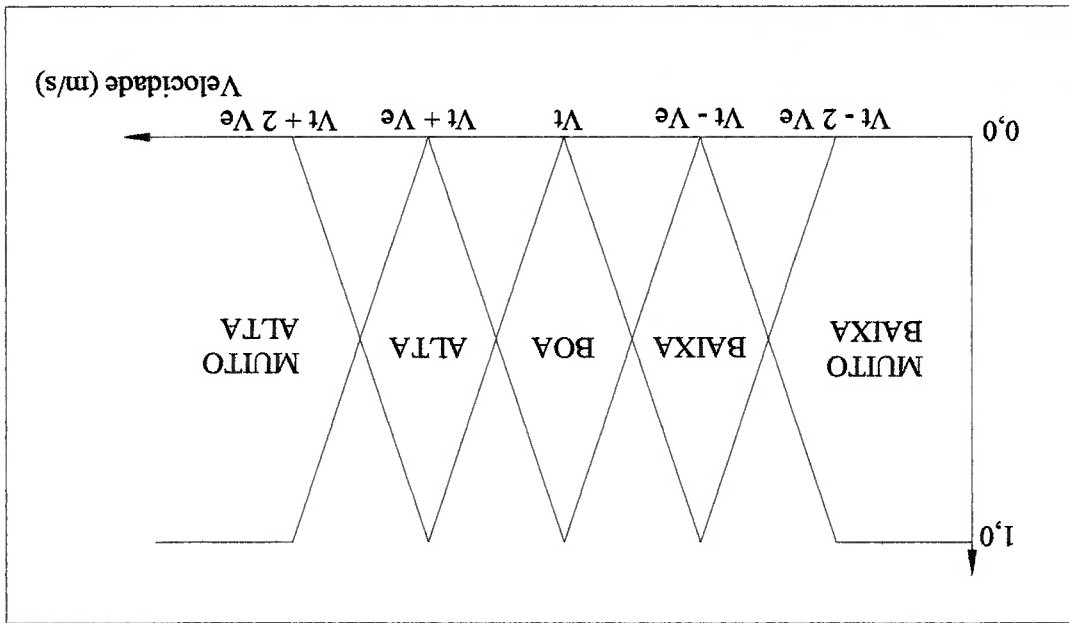 1,0
MUITO
BAIXA
BAIXA
BOA
ALTA
MUITO
ALTA
0,0
Vt - 2 Ve
Vt - Ve
Vt
Vt + Ve
Vt + 2 Ve
Velocidade (m/s)